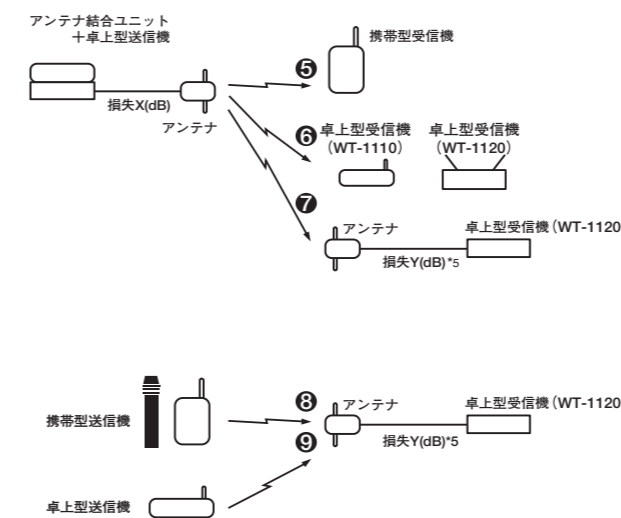 アンテナ結合ユニット
＋卓上型送信機
損失X(dB)
アンテナ
❺
携帯型受信機
❻
卓上型受信機
（WT-1110）
卓上型受信機
（WT-1120）
❼
アンテナ
損失Y(dB)*5
卓上型受信機（WT-1120
携帯型送信機
❽
アンテナ
損失Y(dB)*5
卓上型受信機（WT-1120
❾
卓上型送信機